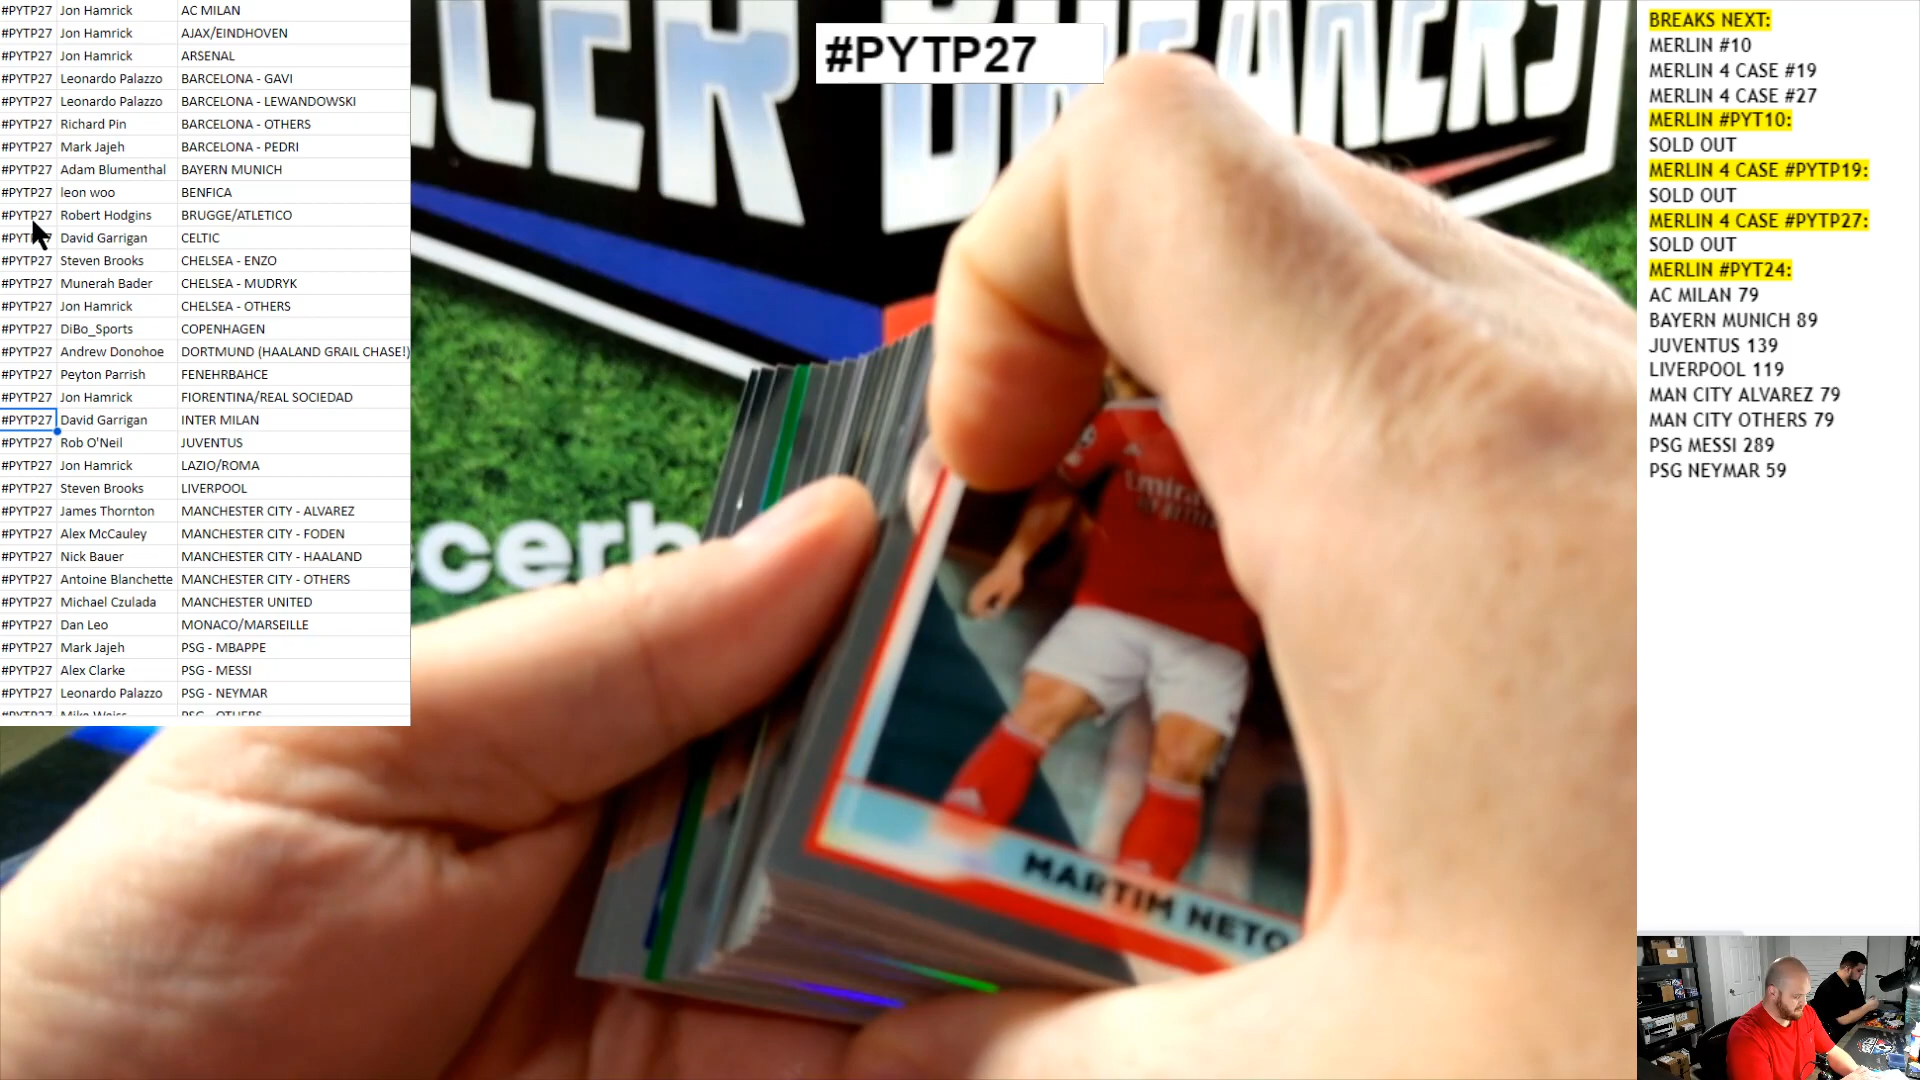 #PYTP27 Jon Hamrick AC MILAN
#PYTP27 Jon Hamrick AJAX/EINDHOVEN
#PYTP27 Jon Hamrick ARSENAL
#PYTP27 Leonardo Palazzo BARCELONA - GAVI
#PYTP27 Leonardo Palazzo BARCELONA - LEWANDOWSKI
#PYTP27 Richard Pin BARCELONA - OTHERS
#PYTP27 Mark Jajeh BARCELONA - PEDRI
#PYTP27 Adam Blumenthal BAYERN MUNICH
#PYTP27 leon woo BENFICA
#PYTP27 Robert Hodgins BRUGGE/ATLETICO
David Garrigan CELTIC
#PYTP27 Steven Brooks CHELSEA - ENZO
#PYTP27 Munerah Bader CHELSEA - MUDRYK
#PYTP27 Jon Hamrick CHELSEA - OTHERS
#PYTP27 DiBo_Sports COPENHAGEN
#PYTP27 Andrew Donohoe DORTMUND (HAALAND GRAIL CHASE!)
#PYTP27 Peyton Parrish FENEHRBAHCE
#PYTP27 Jon Hamrick FIORENTINA/REAL SOCIEDAD
#PYTP27 David Garrigan INTER MILAN
#PYTP27 Rob O'Neil JUVENTUS
#PYTP27 Jon Hamrick LAZIO/ROMA
#PYTP27 Steven Brooks LIVERPOOL
#PYTP27 James Thornton MANCHESTER CITY - ALVAREZ
#PYTP27 Alex McCauley MANCHESTER CITY - FODEN
#PYTP27 Nick Bauer MANCHESTER CITY - HAALAND
#PYTP27 Antoine Blanchette MANCHESTER CITY - OTHERS
#PYTP27 Michael Czulada MANCHESTER UNITED
#PYTP27 Dan Leo MONACO/MARSEILLE
#PYTP27 Mark Jajeh PSG - MBAPPE
#PYTP27 Alex Clarke PSG - MESSI
#PYTP27 Leonardo Palazzo PSG - NEYMAR
#PYTP27 Mike Weiss PSG - OTHERS
#PYTP27
MARTIM NETO
BREAKS NEXT:
MERLIN #10
MERLIN 4 CASE #19
MERLIN 4 CASE #27
MERLIN #PYT10:
SOLD OUT
MERLIN 4 CASE #PYTP19:
SOLD OUT
MERLIN 4 CASE #PYTP27:
SOLD OUT
MERLIN #PYT24:
AC MILAN 79
BAYERN MUNICH 89
JUVENTUS 139
LIVERPOOL 119
MAN CITY ALVAREZ 79
MAN CITY OTHERS 79
PSG MESSI 289
PSG NEYMAR 59